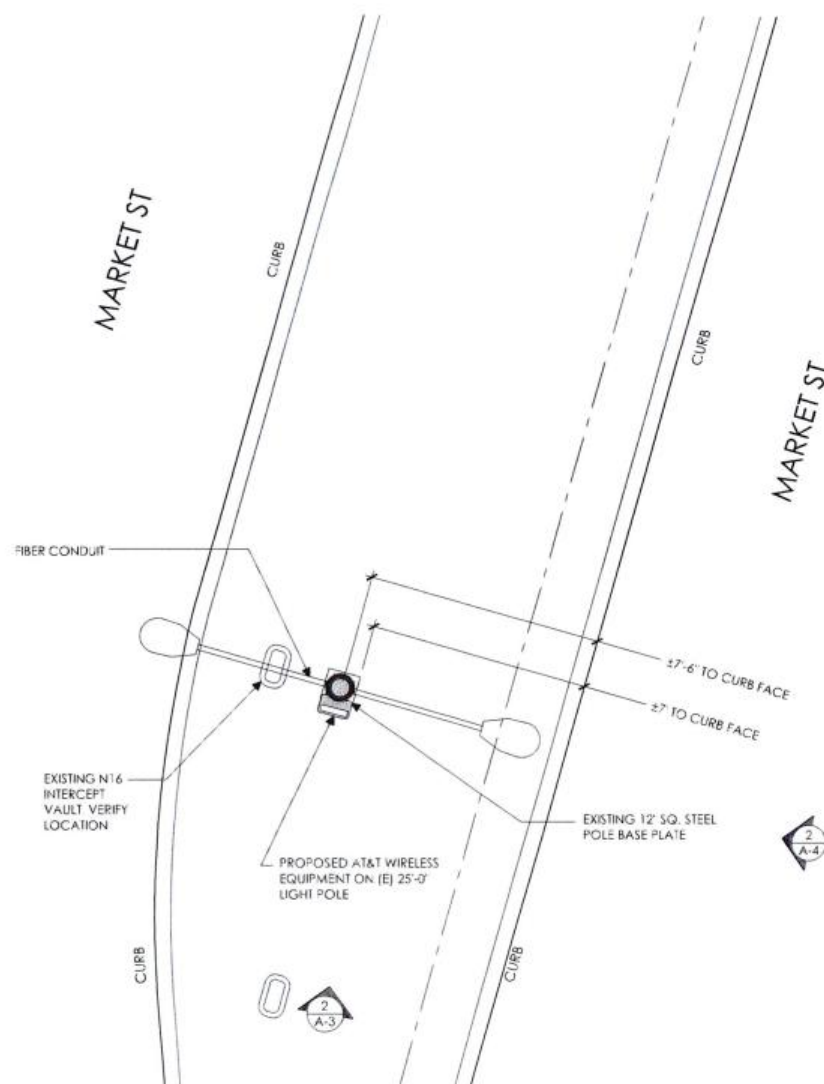 MARKET ST
CURB
CURB
MARKET ST
FIBER CONDUIT
±7'-6" TO CURB FACE
±7' TO CURB FACE
EXISTING N16
INTERCEPT
VAULT VERIFY
LOCATION
EXISTING 12" SQ. STEEL
POLE BASE PLATE
2
A-4
PROPOSED AT&T WIRELESS
EQUIPMENT ON (E) 25'-0"
LIGHT POLE
CURB
CURB
2
A-3